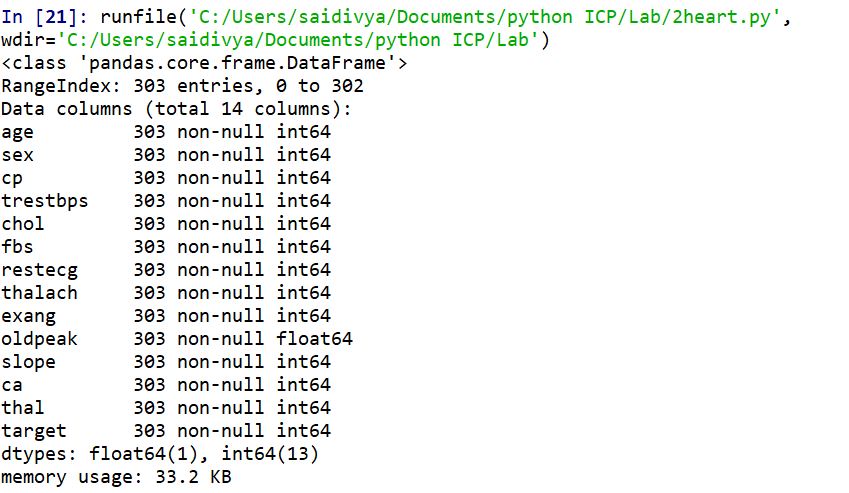 In [21]: runfile('C:/Users/saidivya/Documents/python ICP/Lab/2heart.py',
wdir='C:/Users/saidivya/Documents/python ICP/Lab')
<class 'pandas.core.frame.DataFrame'>
RangeIndex: 303 entries, 0 to 302
Data columns (total 14 columns):
age         303 non-null int64
sex         303 non-null int64
cp          303 non-null int64
trestbps    303 non-null int64
chol        303 non-null int64
fbs         303 non-null int64
restecg     303 non-null int64
thalach     303 non-null int64
exang       303 non-null int64
oldpeak     303 non-null float64
slope       303 non-null int64
ca          303 non-null int64
thal        303 non-null int64
target      303 non-null int64
dtypes: float64(1), int64(13)
memory usage: 33.2 KB